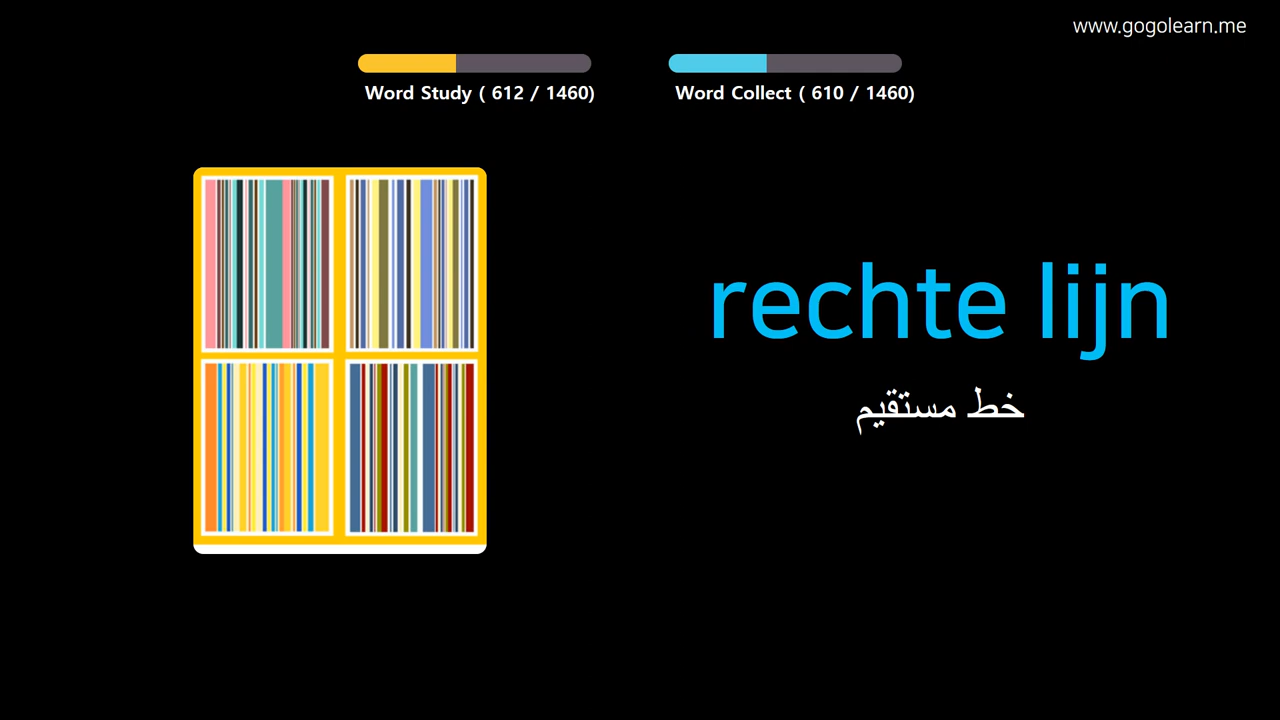 www.gogolearn.me
Word Study ( 612 / 1460)
Word Collect ( 610 / 1460)
rechte lijn
خط مستقيم